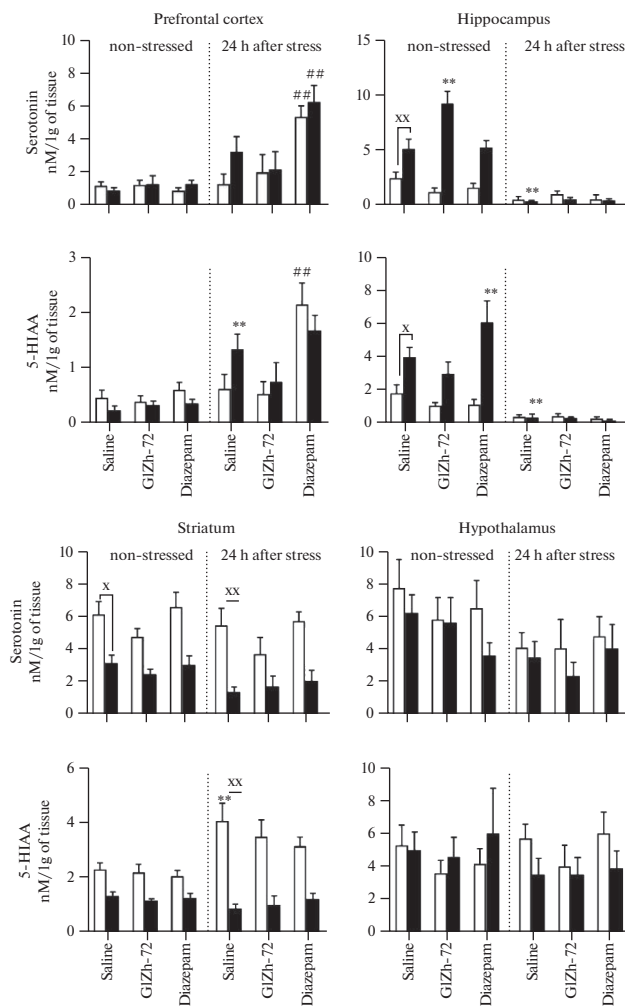 Prefrontal cortex
Hippocampus
non-stressed 24 h after stress
non-stressed 24 h after stress
Serotonin
nM/1g of tissue
10
8
6
4
2
0
##
##
15
10
5
0
xx
**
**
5-HIAA
nM/1g of tissue
3
2
1
0
**
##
10
8
6
4
2
0
x
**
**
Saline
GlZh-72
Diazepam
Saline
GlZh-72
Diazepam
Saline
GlZh-72
Diazepam
Saline
GlZh-72
Diazepam
Striatum
Hypothalamus
non-stressed 24 h after stress
non-stressed 24 h after stress
Serotonin
nM/1g of tissue
10
8
6
4
2
0
x
xx
10
8
6
4
2
0
5-HIAA
nM/1g of tissue
6
4
2
0
**
xx
10
8
6
4
2
0
Saline
GlZh-72
Diazepam
Saline
GlZh-72
Diazepam
Saline
GlZh-72
Diazepam
Saline
GlZh-72
Diazepam